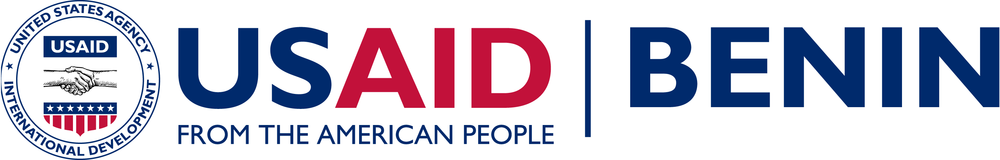 UNITED STATES AGENCY
INTERNATIONAL DEVELOPMENT
USAID
USAID
FROM THE AMERICAN PEOPLE
BENIN